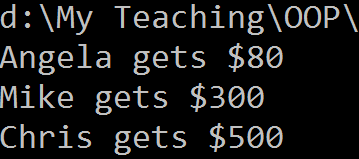 d:\My Teaching\OOP\
Angela gets $80
Mike gets $300
Chris gets $500